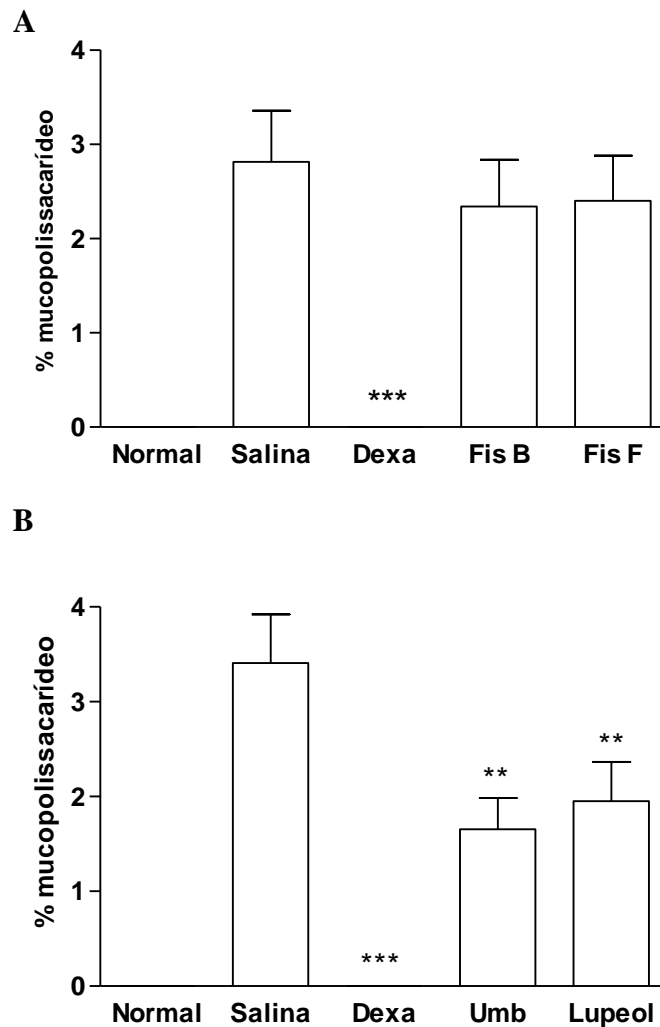 A
% mucopolissacarídeo
4
3
2
1
0
***
Normal Salina Dexa Fis B Fis F
B
% mucopolissacarídeo
4
3
2
1
0
***
**
**
Normal Salina Dexa Umb Lupeol